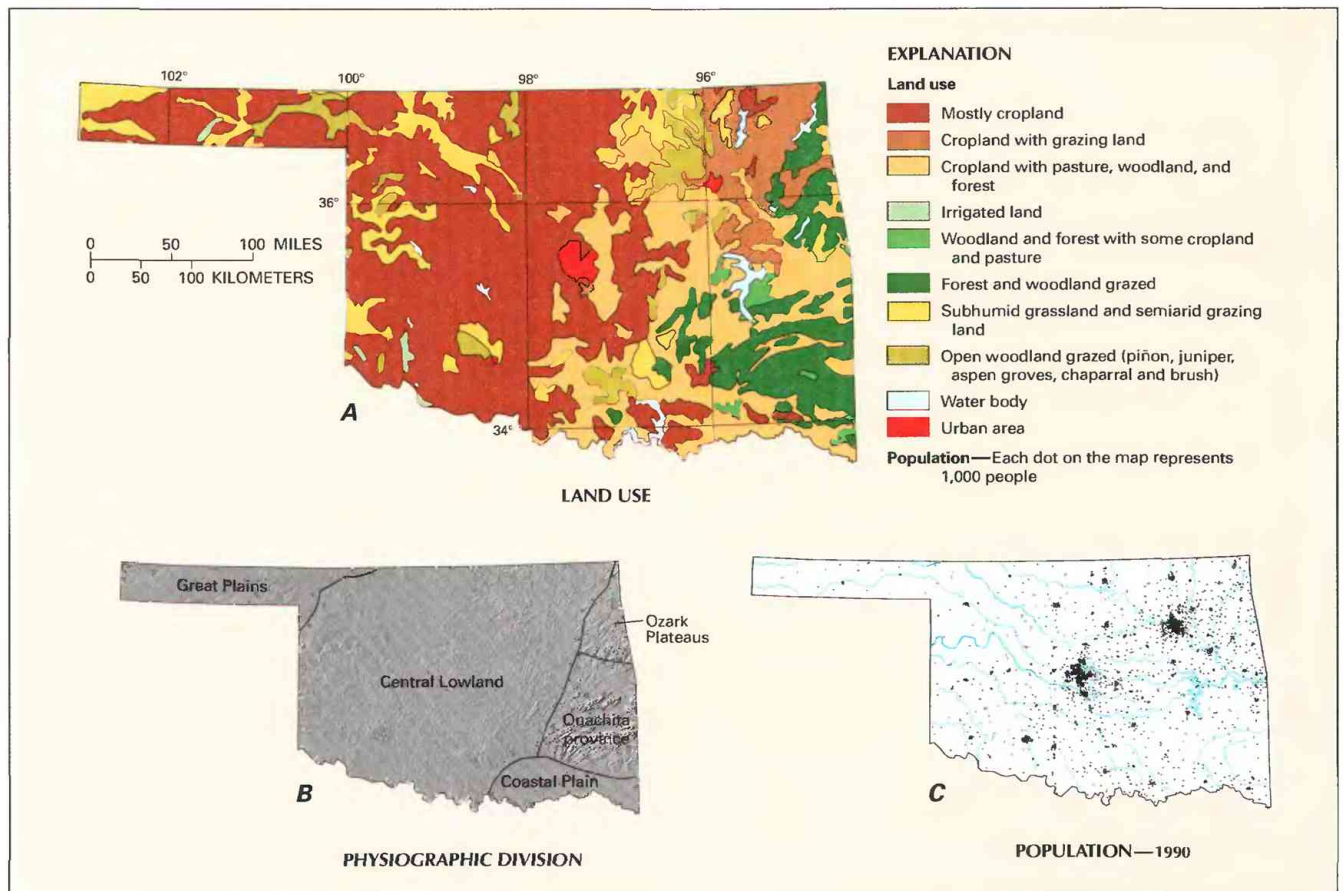 102°
100°
98°
96°
36°
34°
0 50 100 MILES
0 50 100 KILOMETERS
A
LAND USE
EXPLANATION
Land use
Mostly cropland
Cropland with grazing land
Cropland with pasture, woodland, and
forest
Irrigated land
Woodland and forest with some cropland
and pasture
Forest and woodland grazed
Subhumid grassland and semiarid grazing
land
Open woodland grazed (piñon, juniper,
aspen groves, chaparral and brush)
Water body
Urban area
Population—Each dot on the map represents
1,000 people
Great Plains
Ozark
Plateaus
Central Lowland
Ouachita
province
Coastal Plain
B
PHYSIOGRAPHIC DIVISION
C
POPULATION—1990